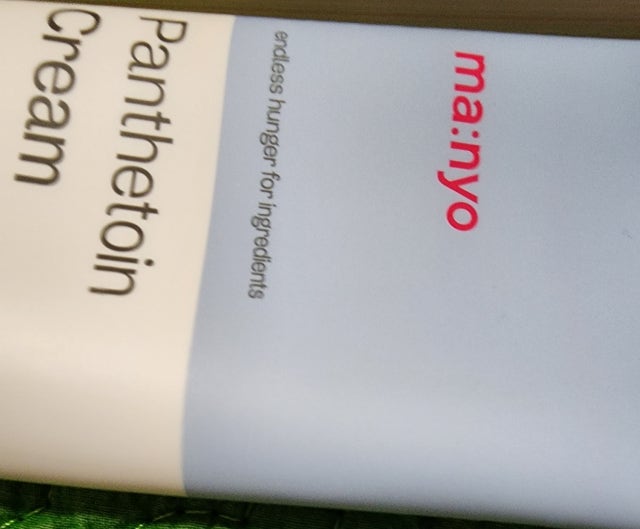 ma:nyo
endless hunger for ingredients
Panthetoin
Cream